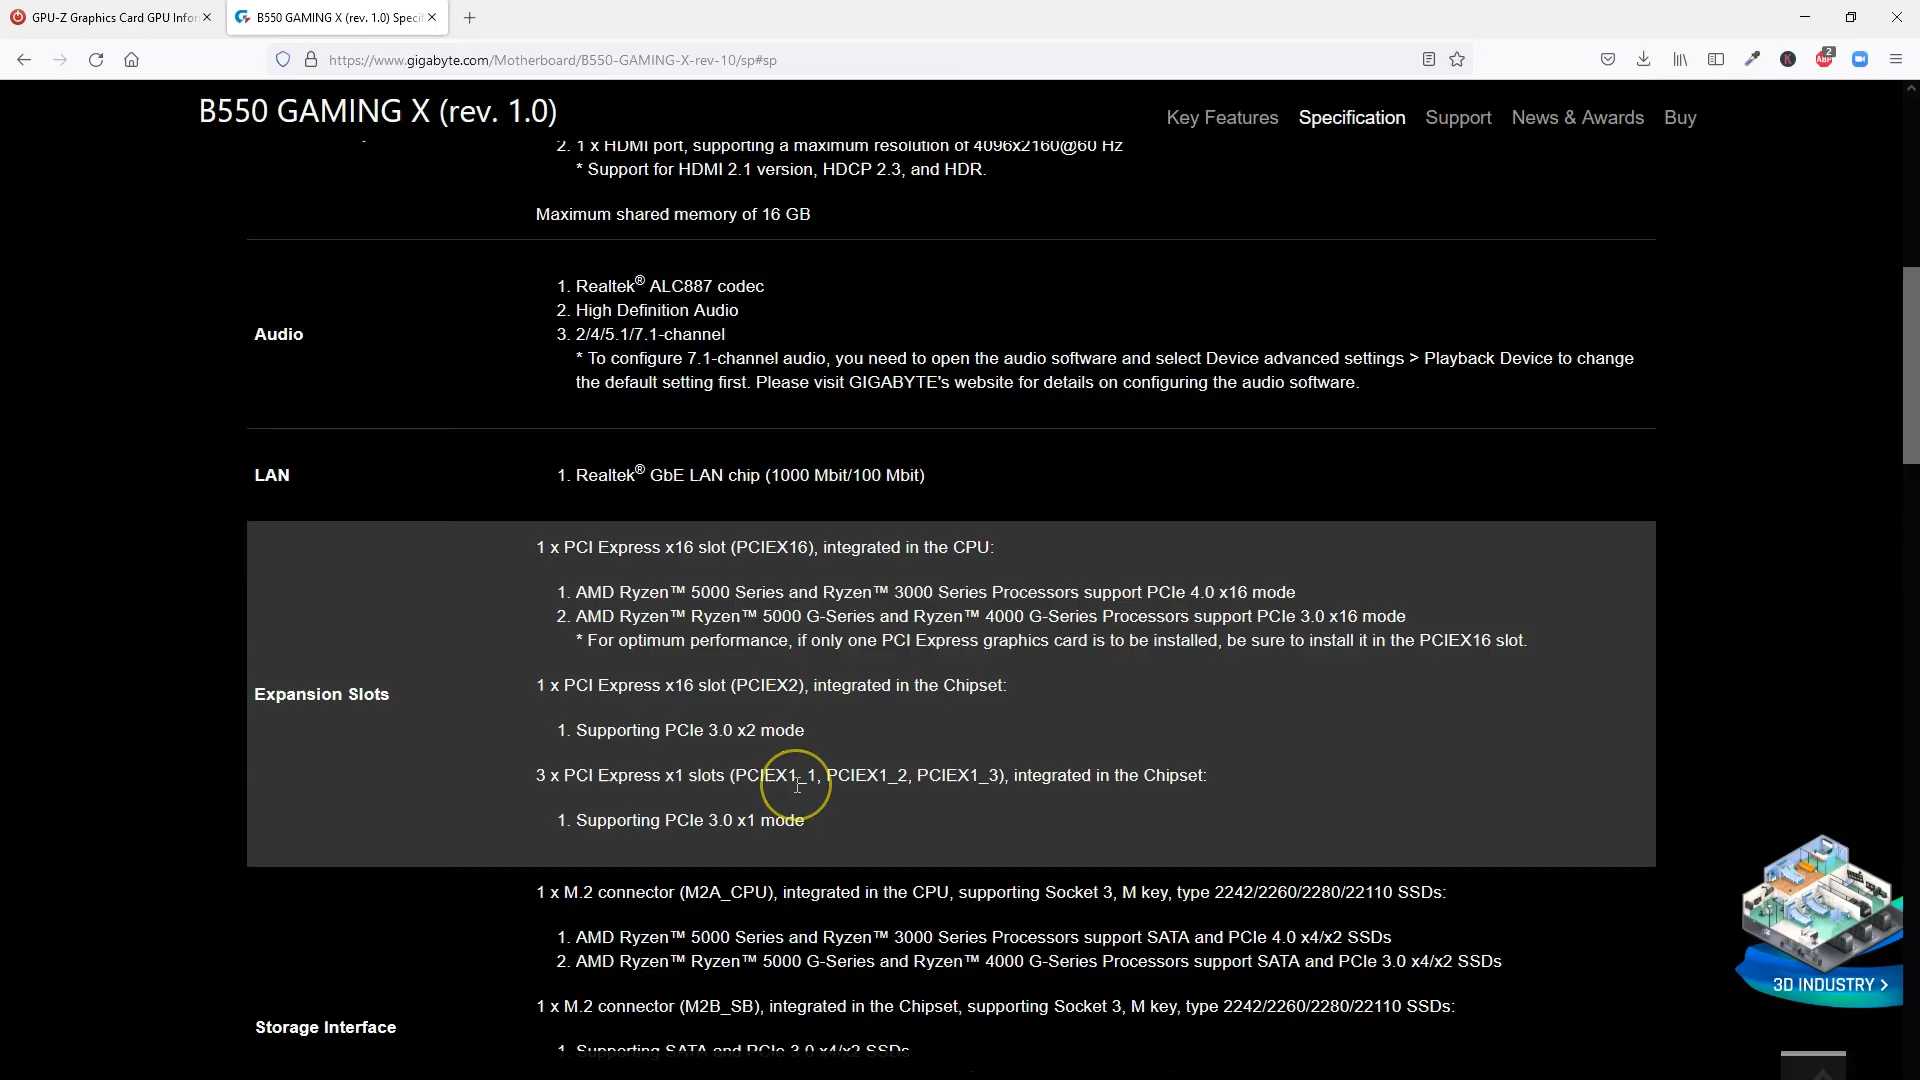 GPU-Z Graphics Card GPU Infor
B550 GAMING X (rev. 1.0) Specif
https://www.gigabyte.com/Motherboard/B550-GAMING-X-rev-10/sp#sp
2
ABP
K
B550 GAMING X (rev. 1.0)
Key Features
Specification
Support
News & Awards
Buy
2. 1 x HDMI port, supporting a maximum resolution of 4096x2160@60 Hz
* Support for HDMI 2.1 version, HDCP 2.3, and HDR.
Maximum shared memory of 16 GB
Audio
1. Realtek® ALC887 codec
2. High Definition Audio
3. 2/4/5.1/7.1-channel
* To configure 7.1-channel audio, you need to open the audio software and select Device advanced settings > Playback Device to change
the default setting first. Please visit GIGABYTE's website for details on configuring the audio software.
LAN
1. Realtek® GbE LAN chip (1000 Mbit/100 Mbit)
Expansion Slots
1 x PCI Express x16 slot (PCIEX16), integrated in the CPU:
1. AMD Ryzen™ 5000 Series and Ryzen™ 3000 Series Processors support PCIe 4.0 x16 mode
2. AMD Ryzen™ Ryzen™ 5000 G-Series and Ryzen™ 4000 G-Series Processors support PCIe 3.0 x16 mode
* For optimum performance, if only one PCI Express graphics card is to be installed, be sure to install it in the PCIEX16 slot.
1 x PCI Express x16 slot (PCIEX2), integrated in the Chipset:
1. Supporting PCIe 3.0 x2 mode
3 x PCI Express x1 slots (PCIEX1_1, PCIEX1_2, PCIEX1_3), integrated in the Chipset:
1. Supporting PCIe 3.0 x1 mode
Storage Interface
1 x M.2 connector (M2A_CPU), integrated in the CPU, supporting Socket 3, M key, type 2242/2260/2280/22110 SSDs:
1. AMD Ryzen™ 5000 Series and Ryzen™ 3000 Series Processors support SATA and PCIe 4.0 x4/x2 SSDs
2. AMD Ryzen™ Ryzen™ 5000 G-Series and Ryzen™ 4000 G-Series Processors support SATA and PCIe 3.0 x4/x2 SSDs
1 x M.2 connector (M2B_SB), integrated in the Chipset, supporting Socket 3, M key, type 2242/2260/2280/22110 SSDs:
1. Supporting SATA and PCIe 3.0 x4/x2 SSDs
3D INDUSTRY >